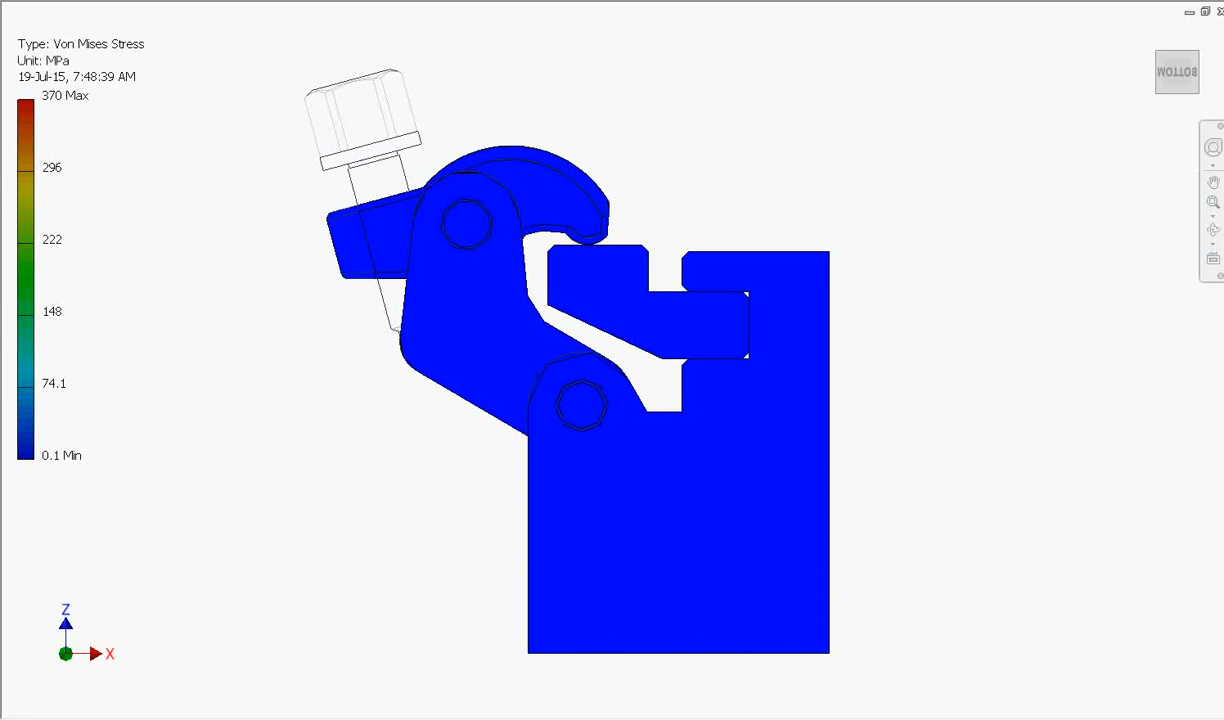 Type: Von Mises Stress
Unit: MPa
19-Jul-15, 7:48:39 AM
370 Max
296
222
148
74.1
0.1 Min
BOTTOM
Z
X